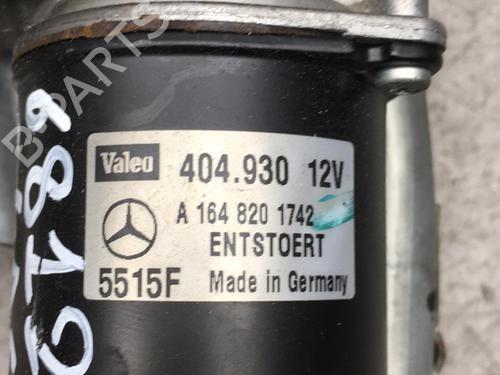 B-PARTS
Valeo 404.930 12V
A 164 820 1742
ENTSTOERT
5515F Made in Germany